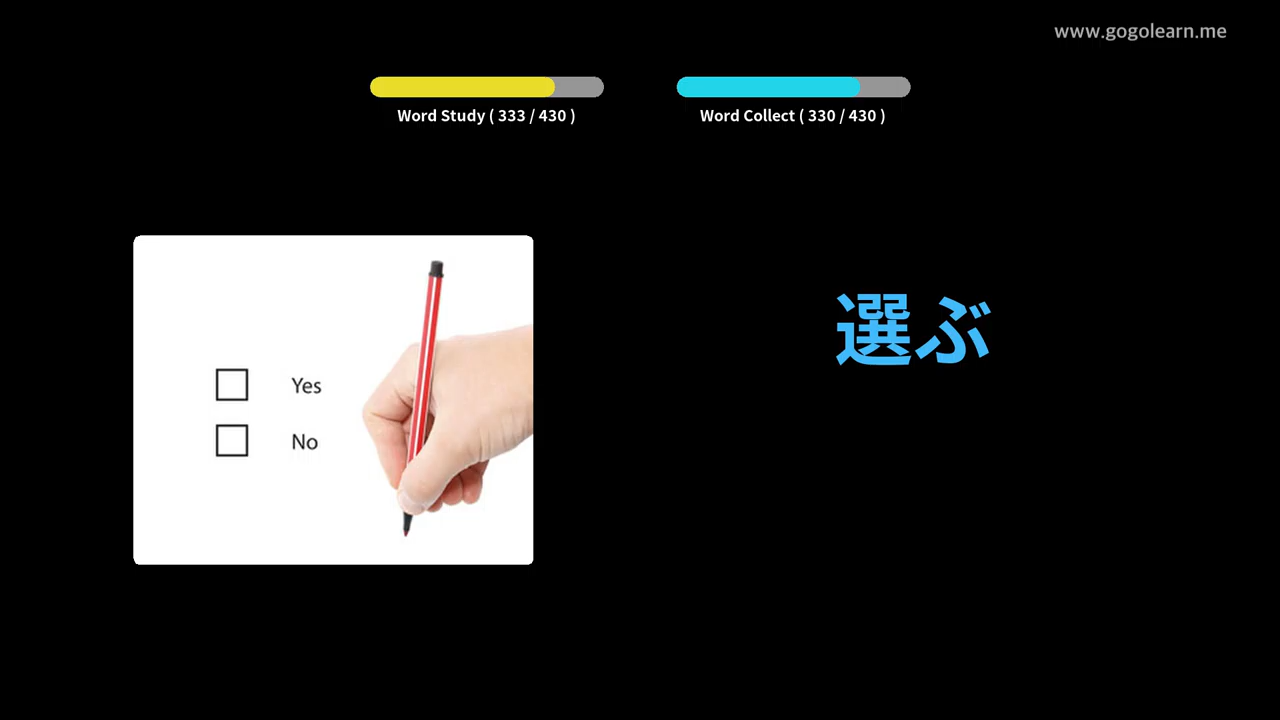 www.gogolearn.me
Word Study ( 333 / 430 )
Word Collect ( 330 / 430 )
選ぶ
Yes
No